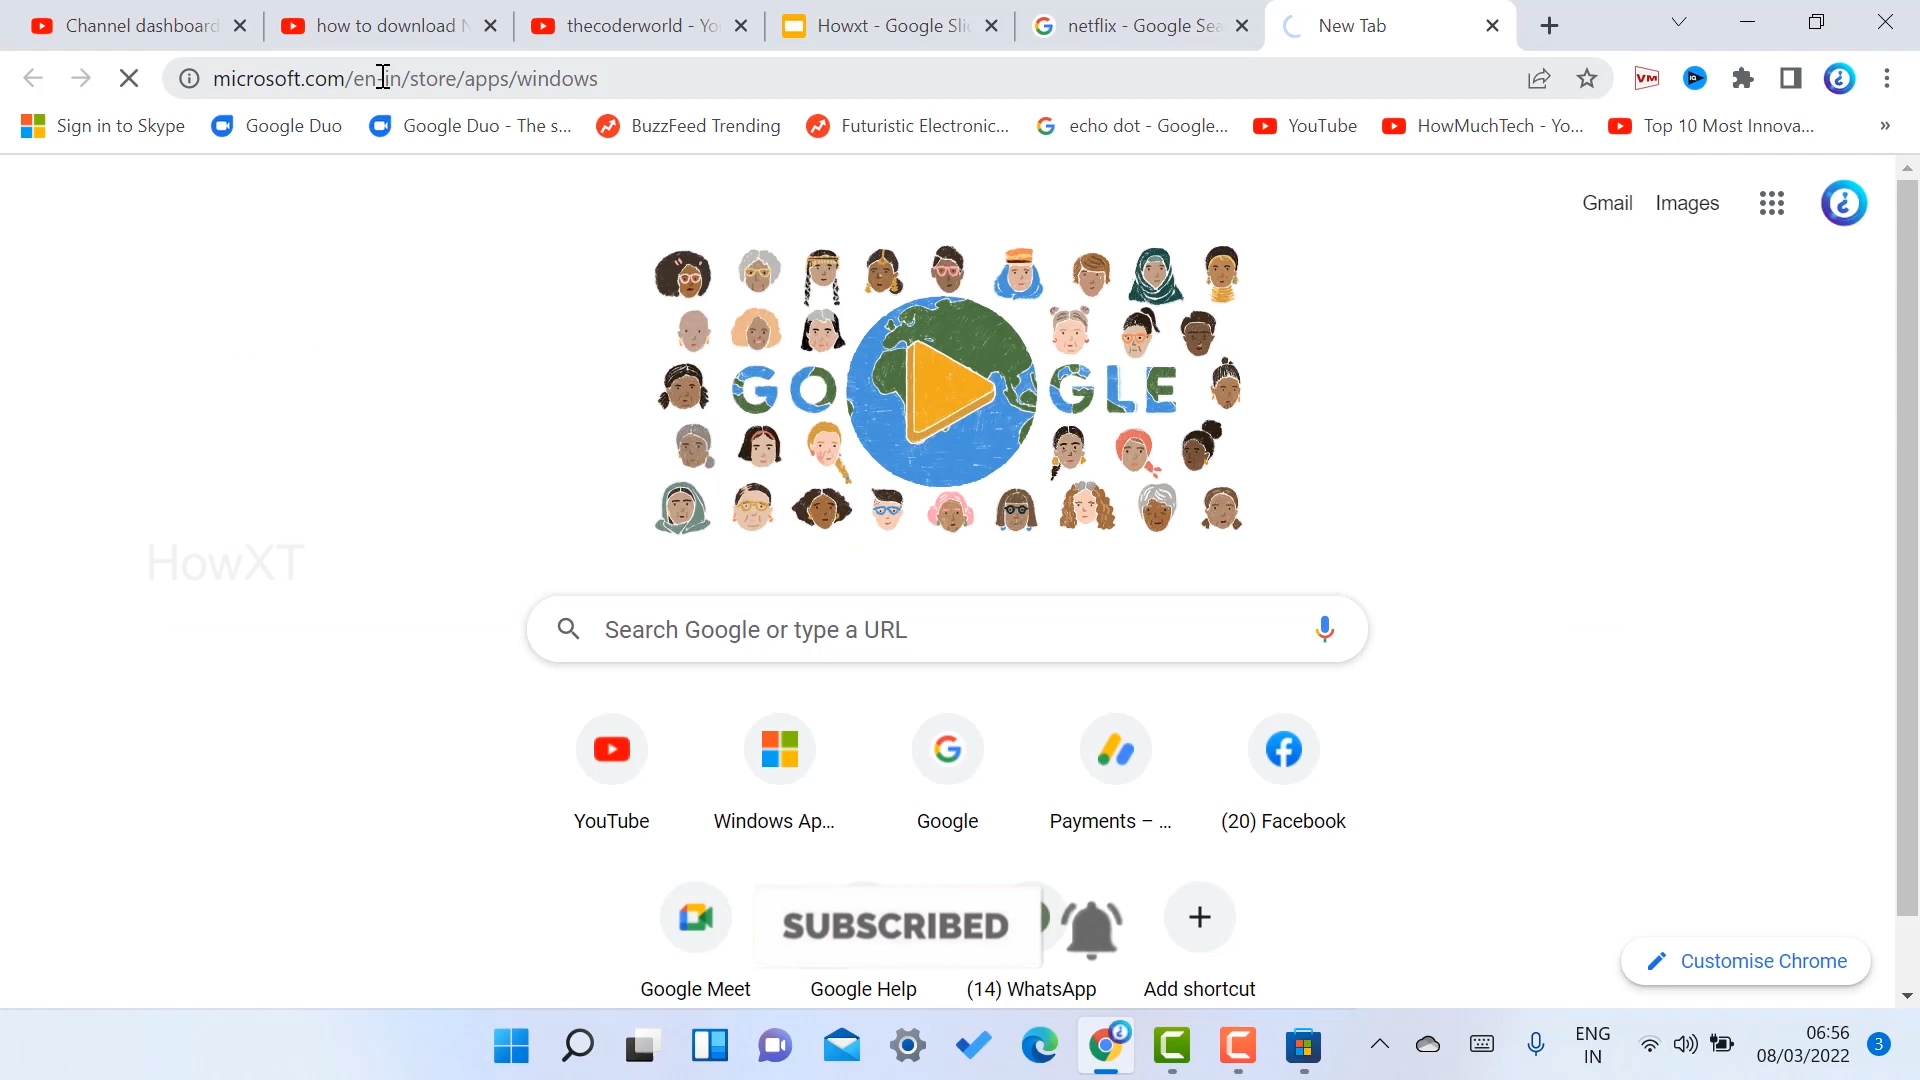 Channel dashboard
how to download N
thecoderworld - Yo
Howxt - Google Slic
netflix - Google Sea
New Tab
microsoft.com/en-in/store/apps/windows
VM
Sign in to Skype
Google Duo
Google Duo - The s...
BuzzFeed Trending
Futuristic Electronic...
echo dot - Google...
YouTube
HowMuchTech - Yo...
Top 10 Most Innova...
»
Gmail
Images
GO GLE
HowXT
Search Google or type a URL
YouTube
Windows Ap...
Google
Payments – ...
(20) Facebook
SUBSCRIBED
Google Meet
Google Help
(14) WhatsApp
Add shortcut
Customise Chrome
ENG
IN
06:56
08/03/2022
3